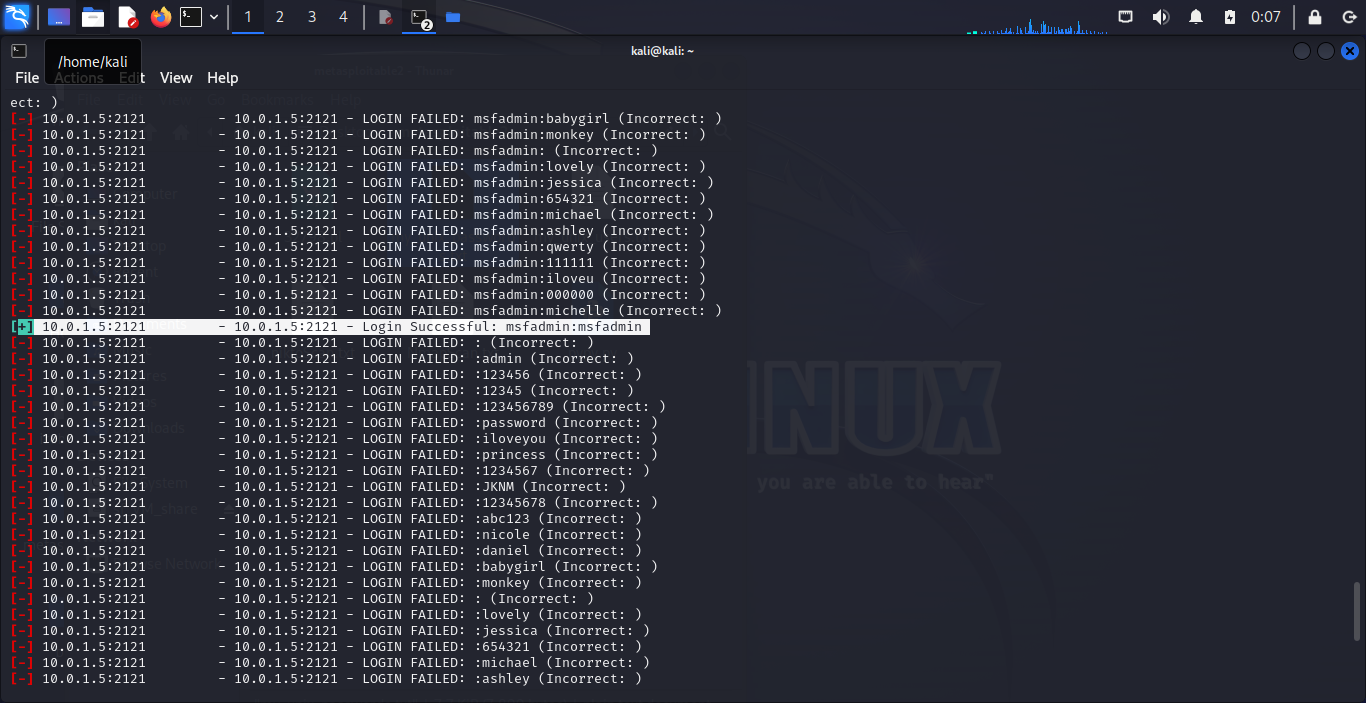 1 2 3 4 2 0:07
kali@kali: ~
/home/kali
File Actions Edit View Help
ect: )
[-] 10.0.1.5:2121 - 10.0.1.5:2121 - LOGIN FAILED: msfadmin:babygirl (Incorrect: )
[-] 10.0.1.5:2121 - 10.0.1.5:2121 - LOGIN FAILED: msfadmin:monkey (Incorrect: )
[-] 10.0.1.5:2121 - 10.0.1.5:2121 - LOGIN FAILED: msfadmin: (Incorrect: )
[-] 10.0.1.5:2121 - 10.0.1.5:2121 - LOGIN FAILED: msfadmin:lovely (Incorrect: )
[-] 10.0.1.5:2121 - 10.0.1.5:2121 - LOGIN FAILED: msfadmin:jessica (Incorrect: )
[-] 10.0.1.5:2121 - 10.0.1.5:2121 - LOGIN FAILED: msfadmin:654321 (Incorrect: )
[-] 10.0.1.5:2121 - 10.0.1.5:2121 - LOGIN FAILED: msfadmin:michael (Incorrect: )
[-] 10.0.1.5:2121 - 10.0.1.5:2121 - LOGIN FAILED: msfadmin:ashley (Incorrect: )
[-] 10.0.1.5:2121 - 10.0.1.5:2121 - LOGIN FAILED: msfadmin:qwerty (Incorrect: )
[-] 10.0.1.5:2121 - 10.0.1.5:2121 - LOGIN FAILED: msfadmin:111111 (Incorrect: )
[-] 10.0.1.5:2121 - 10.0.1.5:2121 - LOGIN FAILED: msfadmin:iloveu (Incorrect: )
[-] 10.0.1.5:2121 - 10.0.1.5:2121 - LOGIN FAILED: msfadmin:000000 (Incorrect: )
[-] 10.0.1.5:2121 - 10.0.1.5:2121 - LOGIN FAILED: msfadmin:michelle (Incorrect: )
[+] 10.0.1.5:2121 - 10.0.1.5:2121 - Login Successful: msfadmin:msfadmin
[-] 10.0.1.5:2121 - 10.0.1.5:2121 - LOGIN FAILED: : (Incorrect: )
[-] 10.0.1.5:2121 - 10.0.1.5:2121 - LOGIN FAILED: :admin (Incorrect: )
[-] 10.0.1.5:2121 - 10.0.1.5:2121 - LOGIN FAILED: :123456 (Incorrect: )
[-] 10.0.1.5:2121 - 10.0.1.5:2121 - LOGIN FAILED: :12345 (Incorrect: )
[-] 10.0.1.5:2121 - 10.0.1.5:2121 - LOGIN FAILED: :123456789 (Incorrect: )
[-] 10.0.1.5:2121 - 10.0.1.5:2121 - LOGIN FAILED: :password (Incorrect: )
[-] 10.0.1.5:2121 - 10.0.1.5:2121 - LOGIN FAILED: :iloveyou (Incorrect: )
[-] 10.0.1.5:2121 - 10.0.1.5:2121 - LOGIN FAILED: :princess (Incorrect: )
[-] 10.0.1.5:2121 - 10.0.1.5:2121 - LOGIN FAILED: :1234567 (Incorrect: )
[-] 10.0.1.5:2121 - 10.0.1.5:2121 - LOGIN FAILED: :JKNM (Incorrect: )
[-] 10.0.1.5:2121 - 10.0.1.5:2121 - LOGIN FAILED: :12345678 (Incorrect: )
[-] 10.0.1.5:2121 - 10.0.1.5:2121 - LOGIN FAILED: :abc123 (Incorrect: )
[-] 10.0.1.5:2121 - 10.0.1.5:2121 - LOGIN FAILED: :nicole (Incorrect: )
[-] 10.0.1.5:2121 - 10.0.1.5:2121 - LOGIN FAILED: :daniel (Incorrect: )
[-] 10.0.1.5:2121 - 10.0.1.5:2121 - LOGIN FAILED: :babygirl (Incorrect: )
[-] 10.0.1.5:2121 - 10.0.1.5:2121 - LOGIN FAILED: :monkey (Incorrect: )
[-] 10.0.1.5:2121 - 10.0.1.5:2121 - LOGIN FAILED: : (Incorrect: )
[-] 10.0.1.5:2121 - 10.0.1.5:2121 - LOGIN FAILED: :lovely (Incorrect: )
[-] 10.0.1.5:2121 - 10.0.1.5:2121 - LOGIN FAILED: :jessica (Incorrect: )
[-] 10.0.1.5:2121 - 10.0.1.5:2121 - LOGIN FAILED: :654321 (Incorrect: )
[-] 10.0.1.5:2121 - 10.0.1.5:2121 - LOGIN FAILED: :michael (Incorrect: )
[-] 10.0.1.5:2121 - 10.0.1.5:2121 - LOGIN FAILED: :ashley (Incorrect: )
NUX
you are able to hear"